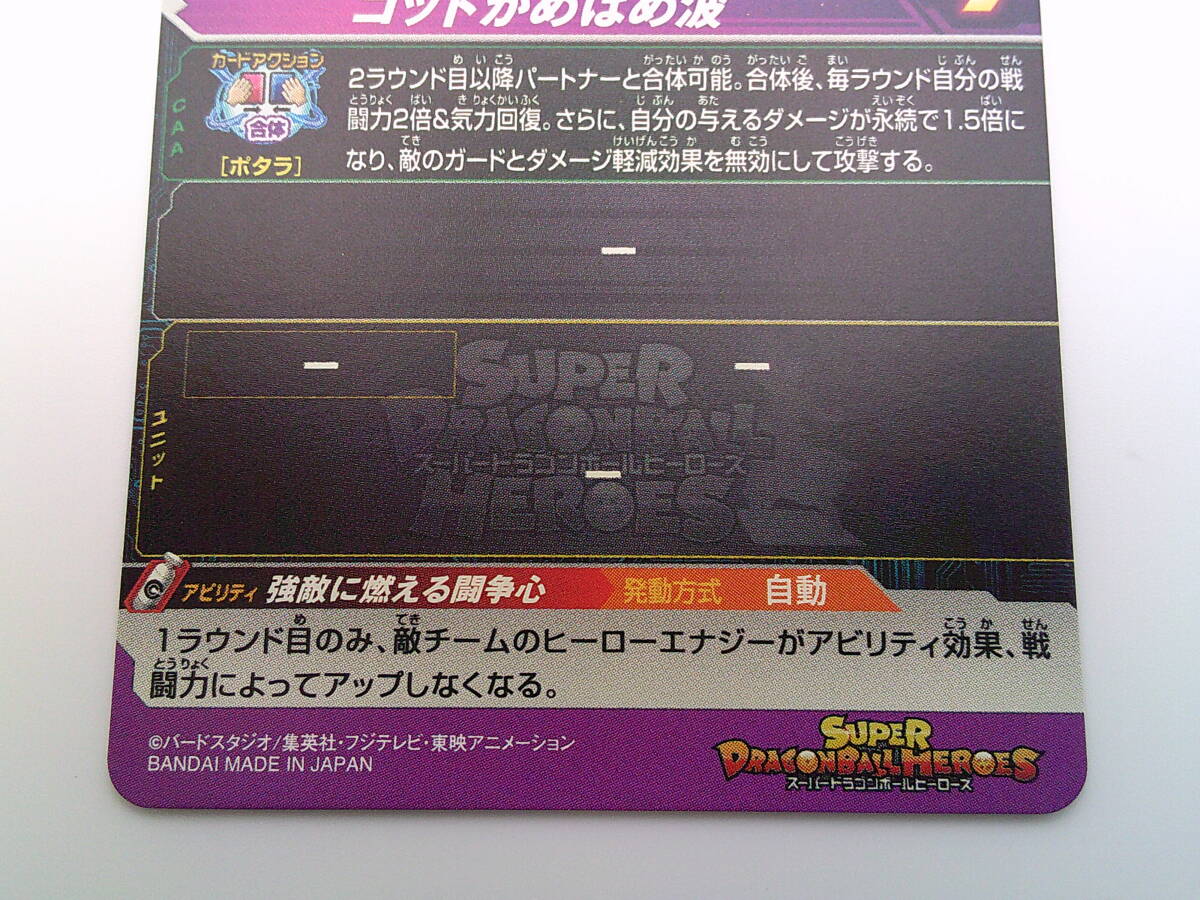 ゴッドかめはめ波
カードアクション
合体
[ポタラ]
CAA
2ラウンド目以降パートナーと合体可能。合体後、毎ラウンド自分の戦
闘力2倍&気力回復。さらに、自分の与えるダメージが永続で1.5倍に
なり、敵のガードとダメージ軽減効果を無効にして攻撃する。
ー
ユニット
ー
ー
ー
SUPER
DRAGONBALL
スーパードラゴンボールヒーローズ
HEROES
アビリティ 強敵に燃える闘争心 発動方式 自動
1ラウンド目のみ、敵チームのヒーローエナジーがアビリティ効果、戦
闘力によってアップしなくなる。
©バードスタジオ/集英社・フジテレビ・東映アニメーション
BANDAI MADE IN JAPAN
SUPER
DRAGONBALL HEROES
スーパードラゴンボールヒーローズ